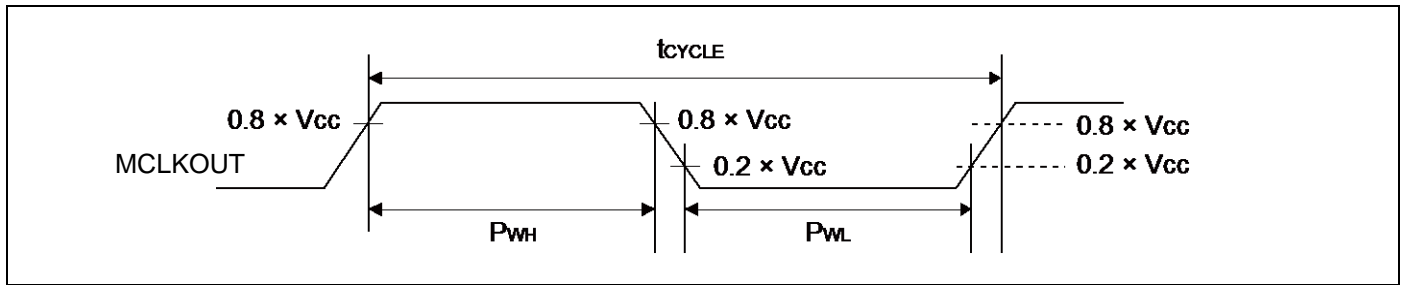 tCYCLE
0.8 × Vcc
0.8 × Vcc
0.8 × Vcc
MCLKOUT
0.2 × Vcc
0.2 × Vcc
PWH
PWL